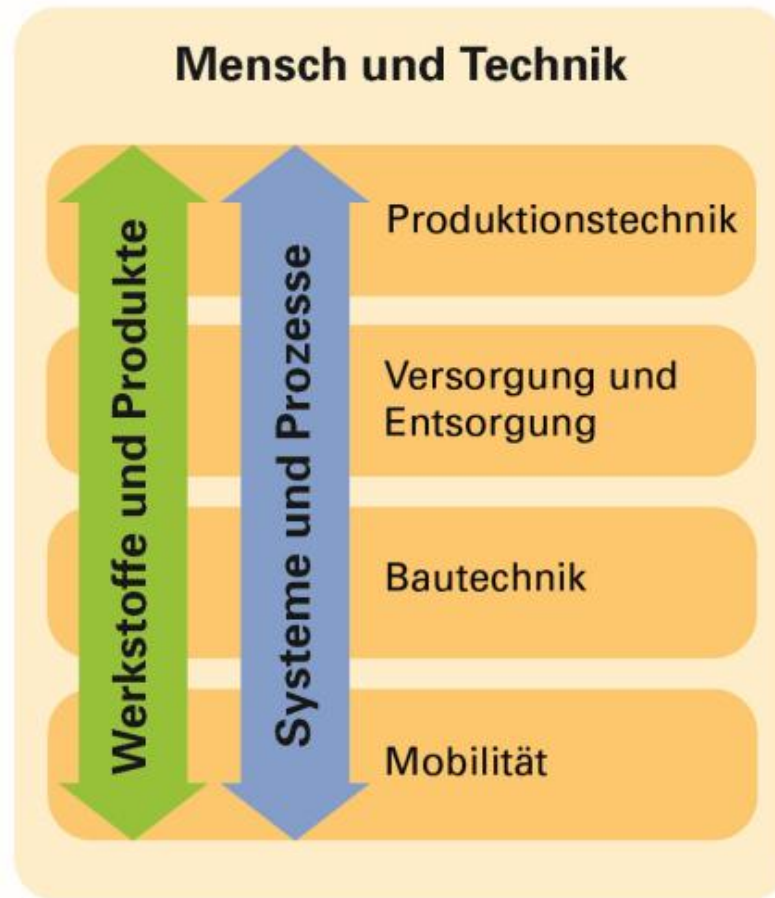 Mensch und Technik
Werkstoffe und Produkte
Systeme und Prozesse
Produktionstechnik
Versorgung und
Entsorgung
Bautechnik
Mobilität